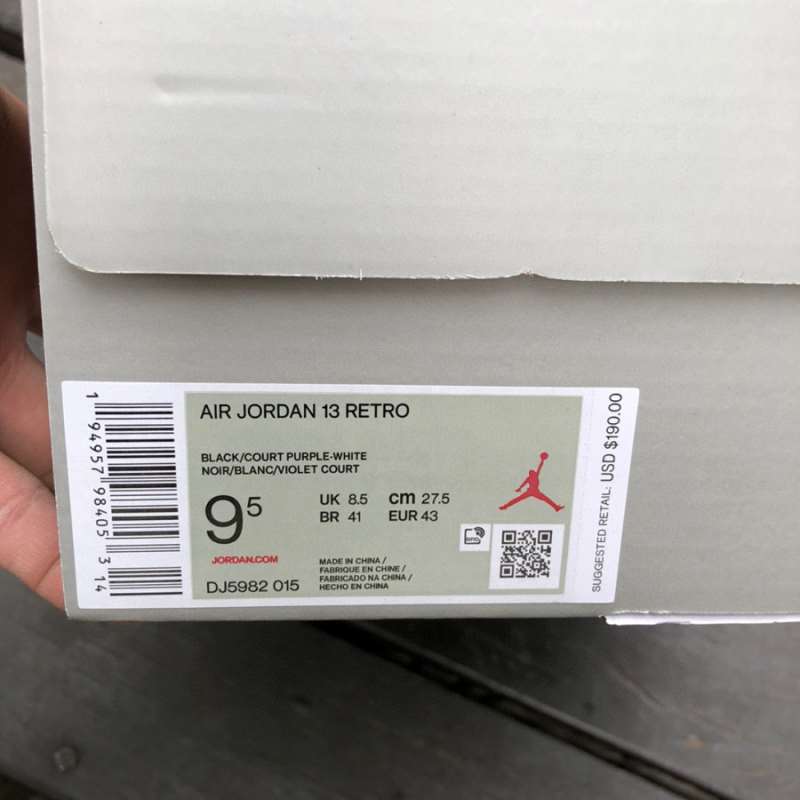 AIR JORDAN 13 RETRO
BLACK/COURT PURPLE-WHITE
NOIR/BLANC/VIOLET COURT
9.5
UK 8.5 cm 27.5
BR 41 EUR 43
JORDAN.COM
DJ5982 015
MADE IN CHINA /
FABRIQUE EN CHINE /
FABRICADO NA CHINA /
HECHO EN CHINA
1 94957 98405 3 14
SUGGESTED RETAIL: USD $190.00